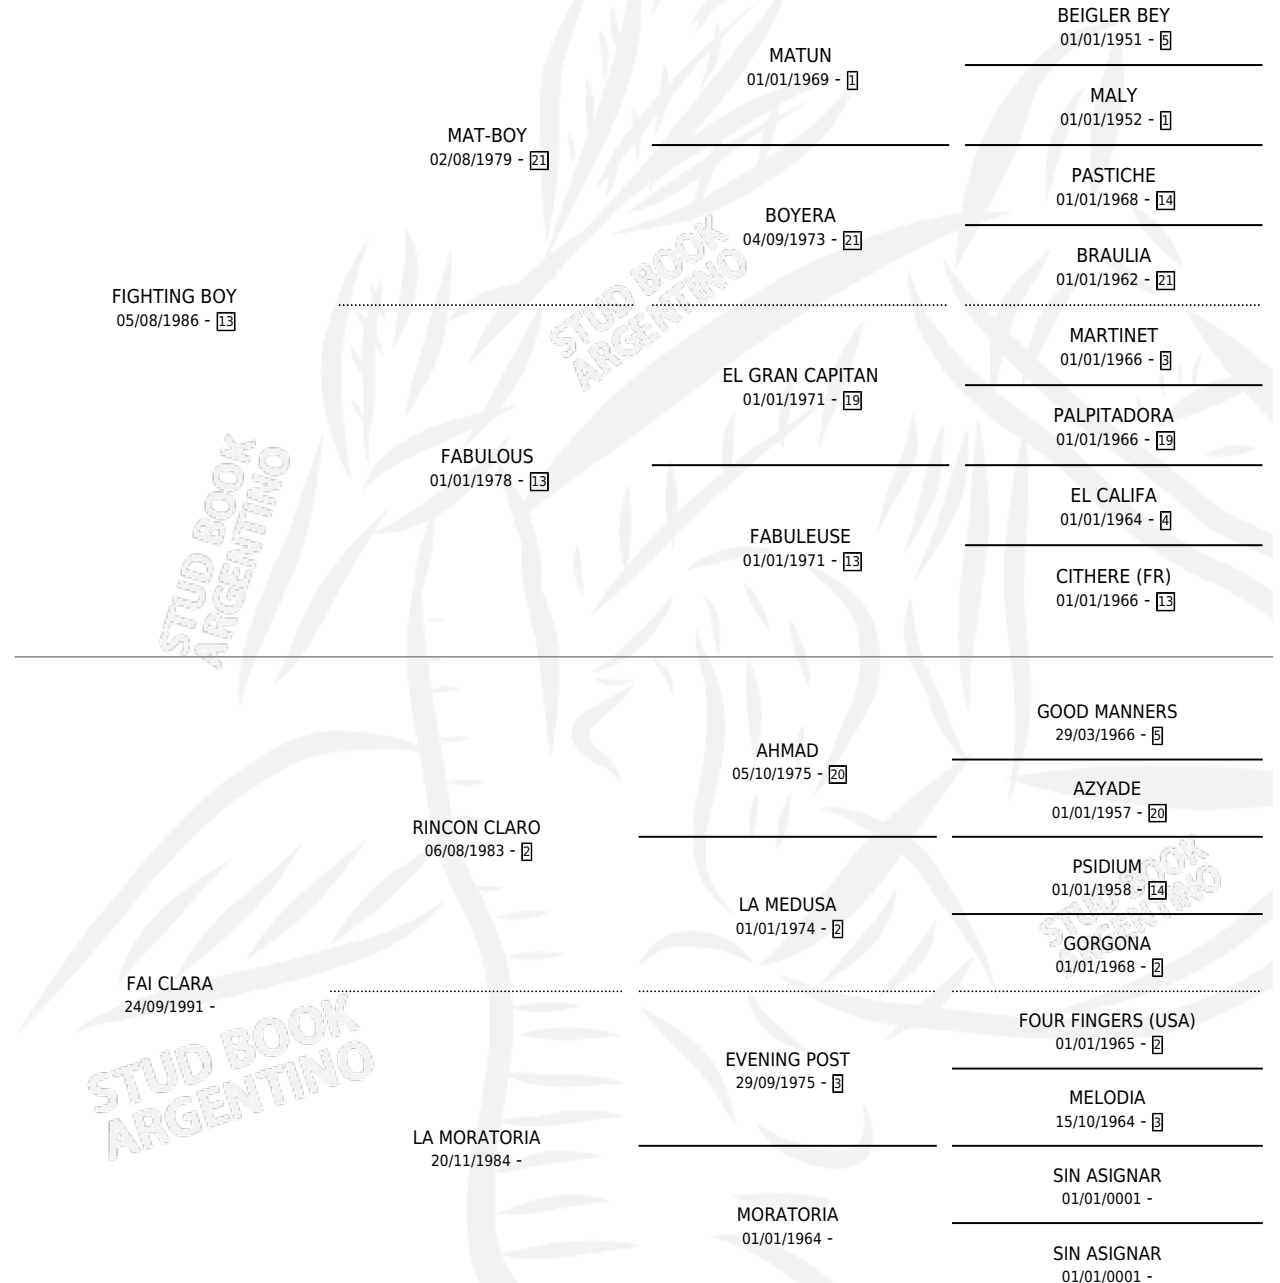 BEIGLER BEY
01/01/1951 - 5
MATUN
01/01/1969 - 1
MALY
01/01/1952 - 1
MAT-BOY
02/08/1979 - 21
PASTICHE
01/01/1968 - 14
BOYERA
04/09/1973 - 21
BRAULIA
01/01/1962 - 21
STUD BOOK
ARGENTINO
FIGHTING BOY
05/08/1986 - 13
MARTINET
01/01/1966 - 3
EL GRAN CAPITAN
01/01/1971 - 19
PALPITADORA
01/01/1966 - 19
FABULOUS
01/01/1978 - 13
EL CALIFA
01/01/1964 - 4
FABULEUSE
01/01/1971 - 13
CITHERE (FR)
01/01/1966 - 13
STUD BOOK
ARGENTINO
GOOD MANNERS
29/03/1966 - 5
AHMAD
05/10/1975 - 20
AZYADE
01/01/1957 - 20
RINCON CLARO
06/08/1983 - 2
PSIDIUM
01/01/1958 - 14
LA MEDUSA
01/01/1974 - 2
GORGONA
01/01/1968 - 2
STUD BOOK
ARGENTINO
FAI CLARA
24/09/1991 -
FOUR FINGERS (USA)
01/01/1965 - 2
EVENING POST
29/09/1975 - 3
MELODIA
15/10/1964 - 3
STUD BOOK
ARGENTINO
LA MORATORIA
20/11/1984 -
SIN ASIGNAR
01/01/0001 -
MORATORIA
01/01/1964 -
SIN ASIGNAR
01/01/0001 -